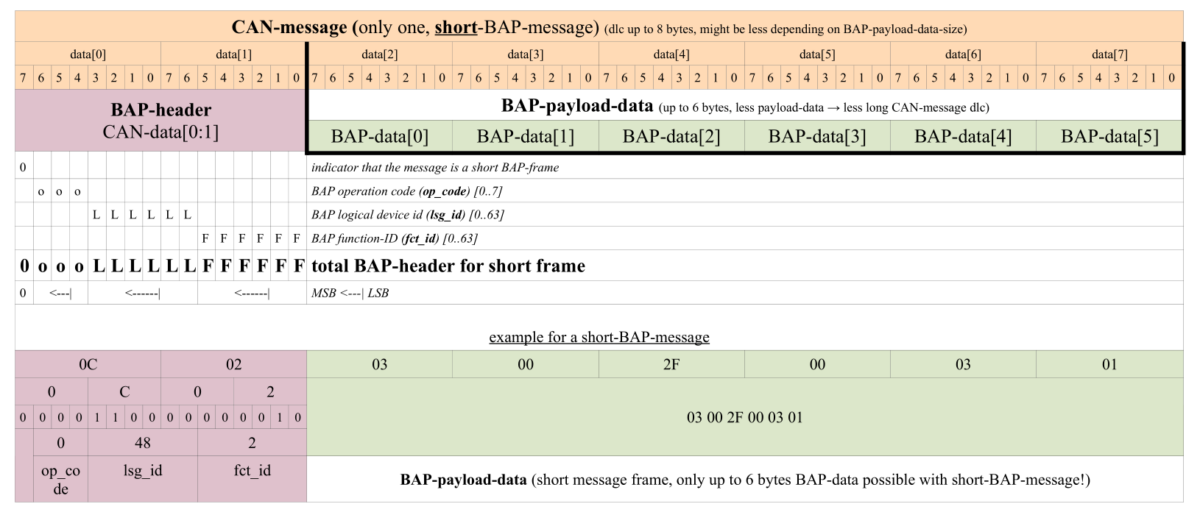 CAN-message (only one, short-BAP-message) (dlc up to 8 bytes, might be less depending on BAP-payload-data-size)
data[0] data[1] data[2] data[3] data[4] data[5] data[6] data[7]
7 6 5 4 3 2 1 0 7 6 5 4 3 2 1 0 7 6 5 4 3 2 1 0 7 6 5 4 3 2 1 0 7 6 5 4 3 2 1 0 7 6 5 4 3 2 1 0 7 6 5 4 3 2 1 0 7 6 5 4 3 2 1 0
BAP-header
CAN-data[0:1]
BAP-payload-data (up to 6 bytes, less payload-data → less long CAN-message dlc)
BAP-data[0] BAP-data[1] BAP-data[2] BAP-data[3] BAP-data[4] BAP-data[5]
0 indicator that the message is a short BAP-frame
o o o BAP operation code (op_code) [0..7]
L L L L L L BAP logical device id (lsg_id) [0..63]
F F F F F F BAP function-ID (fct_id) [0..63]
0 o o o L L L L L L F F F F F F total BAP-header for short frame
0 <---| <------| <------| MSB <---| LSB
example for a short-BAP-message
0C 02 03 00 2F 00 03 01
0 C 0 2
0 0 0 0 1 1 0 0 0 0 0 0 0 0 1 0 03 00 2F 00 03 01
0 48 2
op_co
de
lsg_id fct_id
BAP-payload-data (short message frame, only up to 6 bytes BAP-data possible with short-BAP-message!)